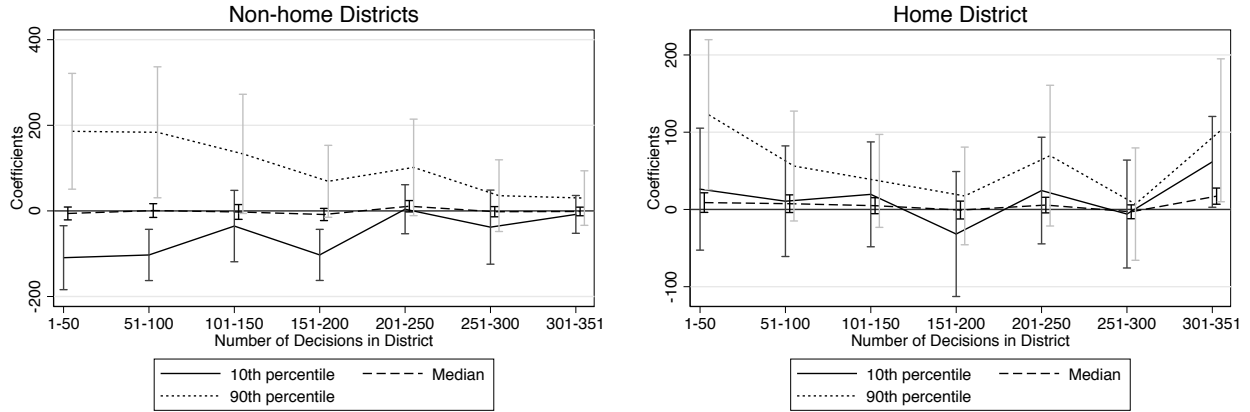 Non-home Districts
Coefficients
400
200
0
-200
1-50 51-100 101-150 151-200 201-250 251-300 301-351
Number of Decisions in District
10th percentile Median
90th percentile
Home District
Coefficients
200
100
0
-100
1-50 51-100 101-150 151-200 201-250 251-300 301-351
Number of Decisions in District
10th percentile Median
90th percentile